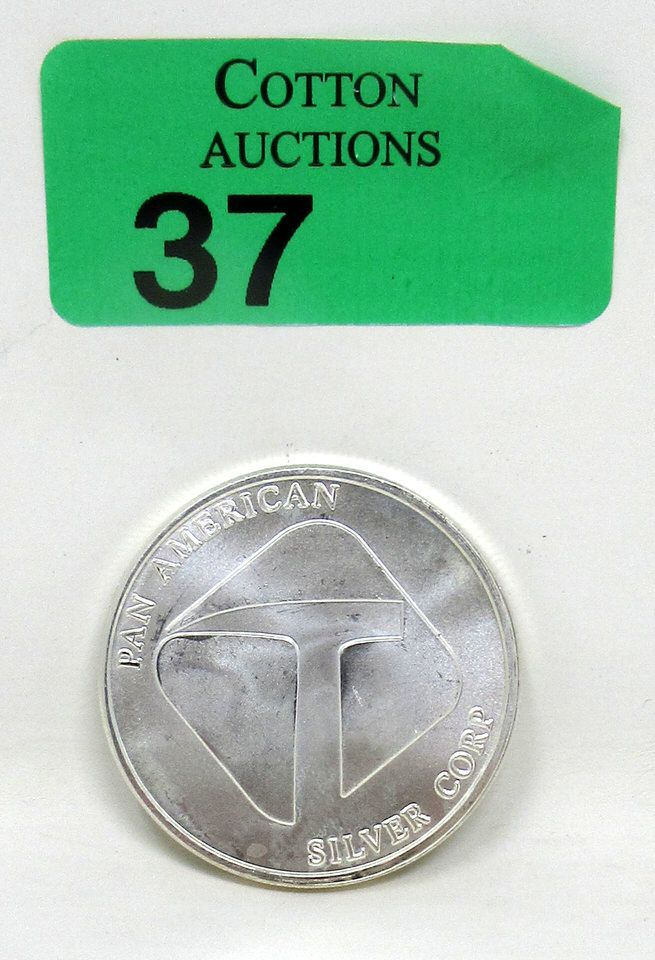 COTTON
AUCTIONS
37
PAN AMERICAN
SILVER CORP